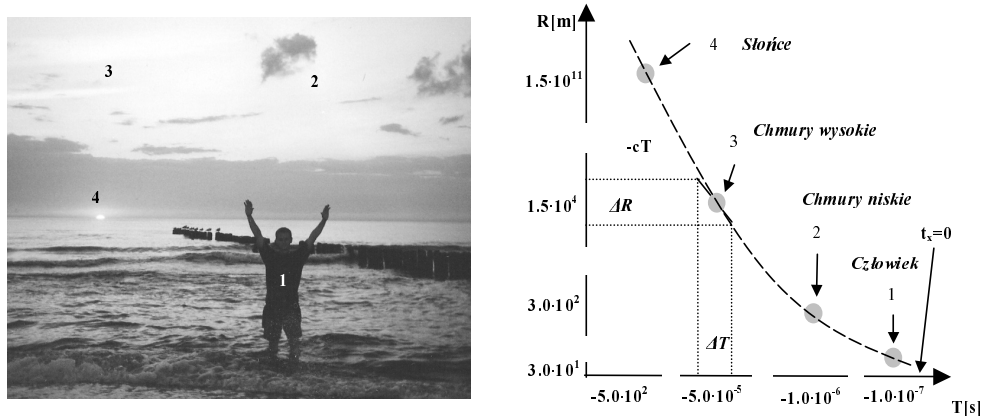 3
2
4
1
R[m]
4 Słońce
1.5·10¹¹
3 Chmury wysokie
-cT
1.5·10⁴
ΔR
Chmury niskie
2
tₓ=0
Człowiek
1
3.0·10²
ΔT
3.0·10¹
-5.0·10² -5.0·10⁻⁵ -1.0·10⁻⁶ -1.0·10⁻⁷
T[s]